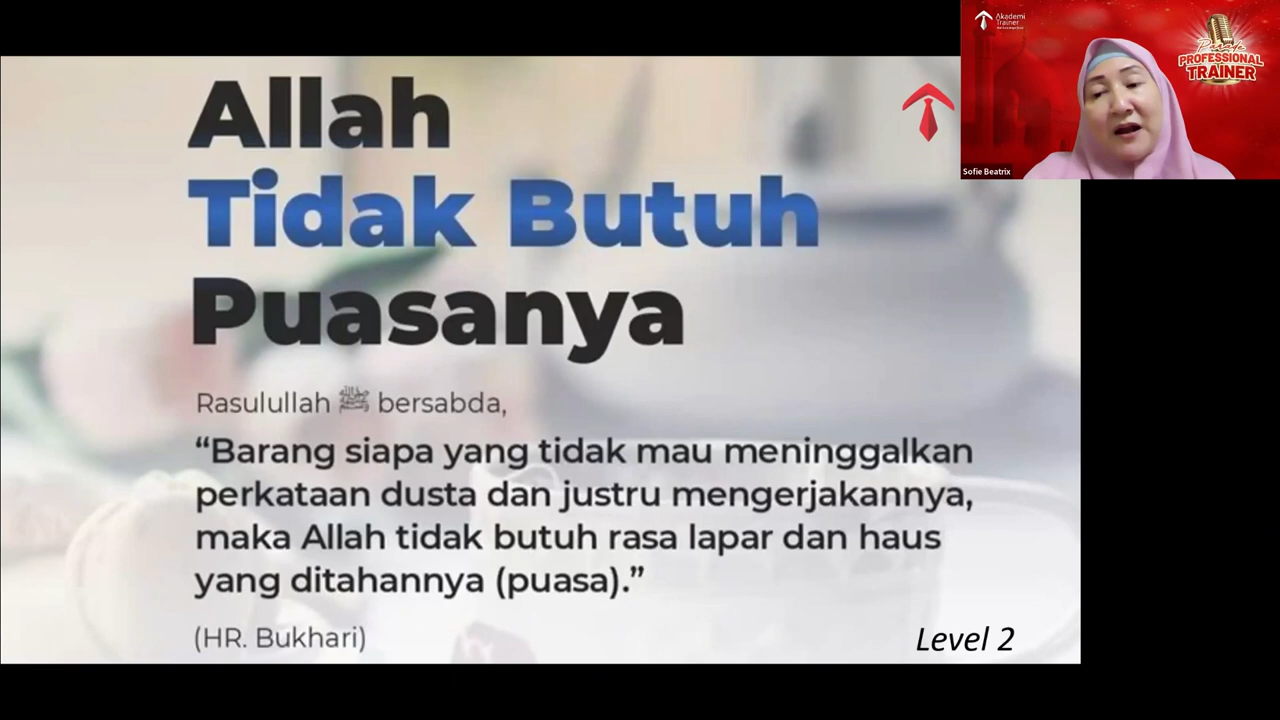 Allah
Tidak Butuh
Puasanya
Rasulullah ﷺ bersabda,
“Barang siapa yang tidak mau meninggalkan
perkataan dusta dan justru mengerjakannya,
maka Allah tidak butuh rasa lapar dan haus
yang ditahannya (puasa).”
(HR. Bukhari)
Level 2
Akademi
Trainer
PROFESSIONAL
TRAINER
Sofie Beatrix